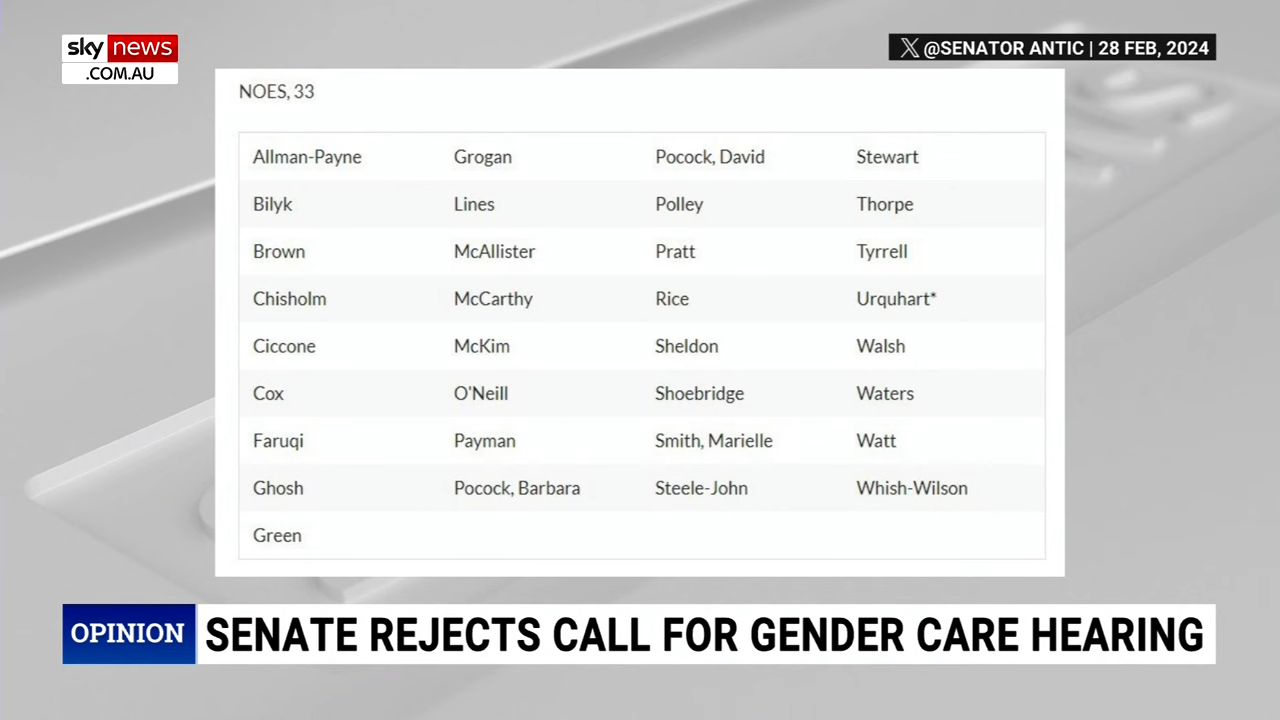 sky news
.COM.AU
X @SENATOR ANTIC | 28 FEB, 2024
NOES, 33
Allman-Payne Grogan Pocock, David Stewart
Bilyk Lines Polley Thorpe
Brown McAllister Pratt Tyrrell
Chisholm McCarthy Rice Urquhart*
Ciccone McKim Sheldon Walsh
Cox O'Neill Shoebridge Waters
Faruqi Payman Smith, Marielle Watt
Ghosh Pocock, Barbara Steele-John Whish-Wilson
Green
OPINION SENATE REJECTS CALL FOR GENDER CARE HEARING